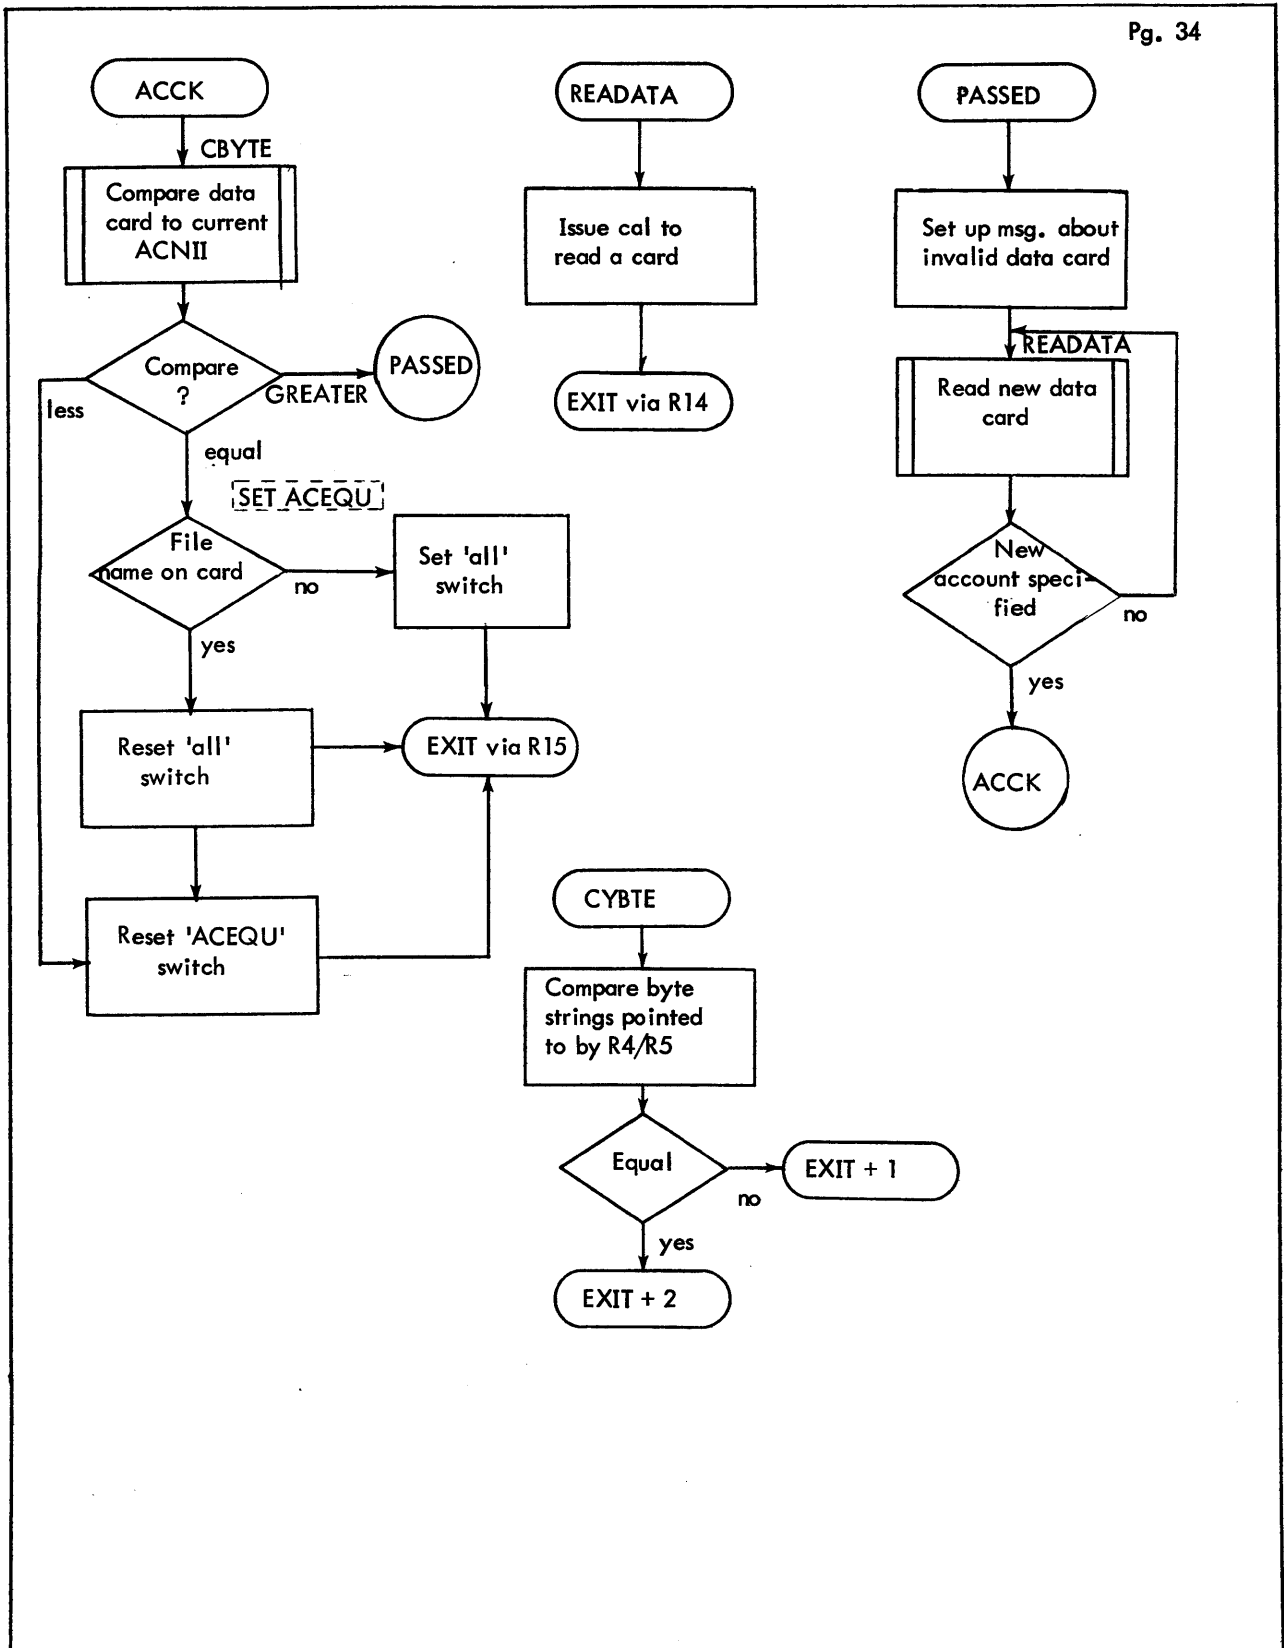 Pg. 34
ACCK
CBYTE
Compare data
card to current
ACNII
Compare
?
less
GREATER
PASSED
equal
SET ACEQU
File
name on card
no
Set 'all'
switch
yes
Reset 'all'
switch
EXIT via R15
Reset 'ACEQU'
switch
READATA
Issue cal to
read a card
EXIT via R14
PASSED
Set up msg. about
invalid data card
READATA
Read new data
card
New
account speci-
fied
no
yes
ACCK
CYBTE
Compare byte
strings pointed
to by R4/R5
Equal
no
EXIT + 1
yes
EXIT + 2